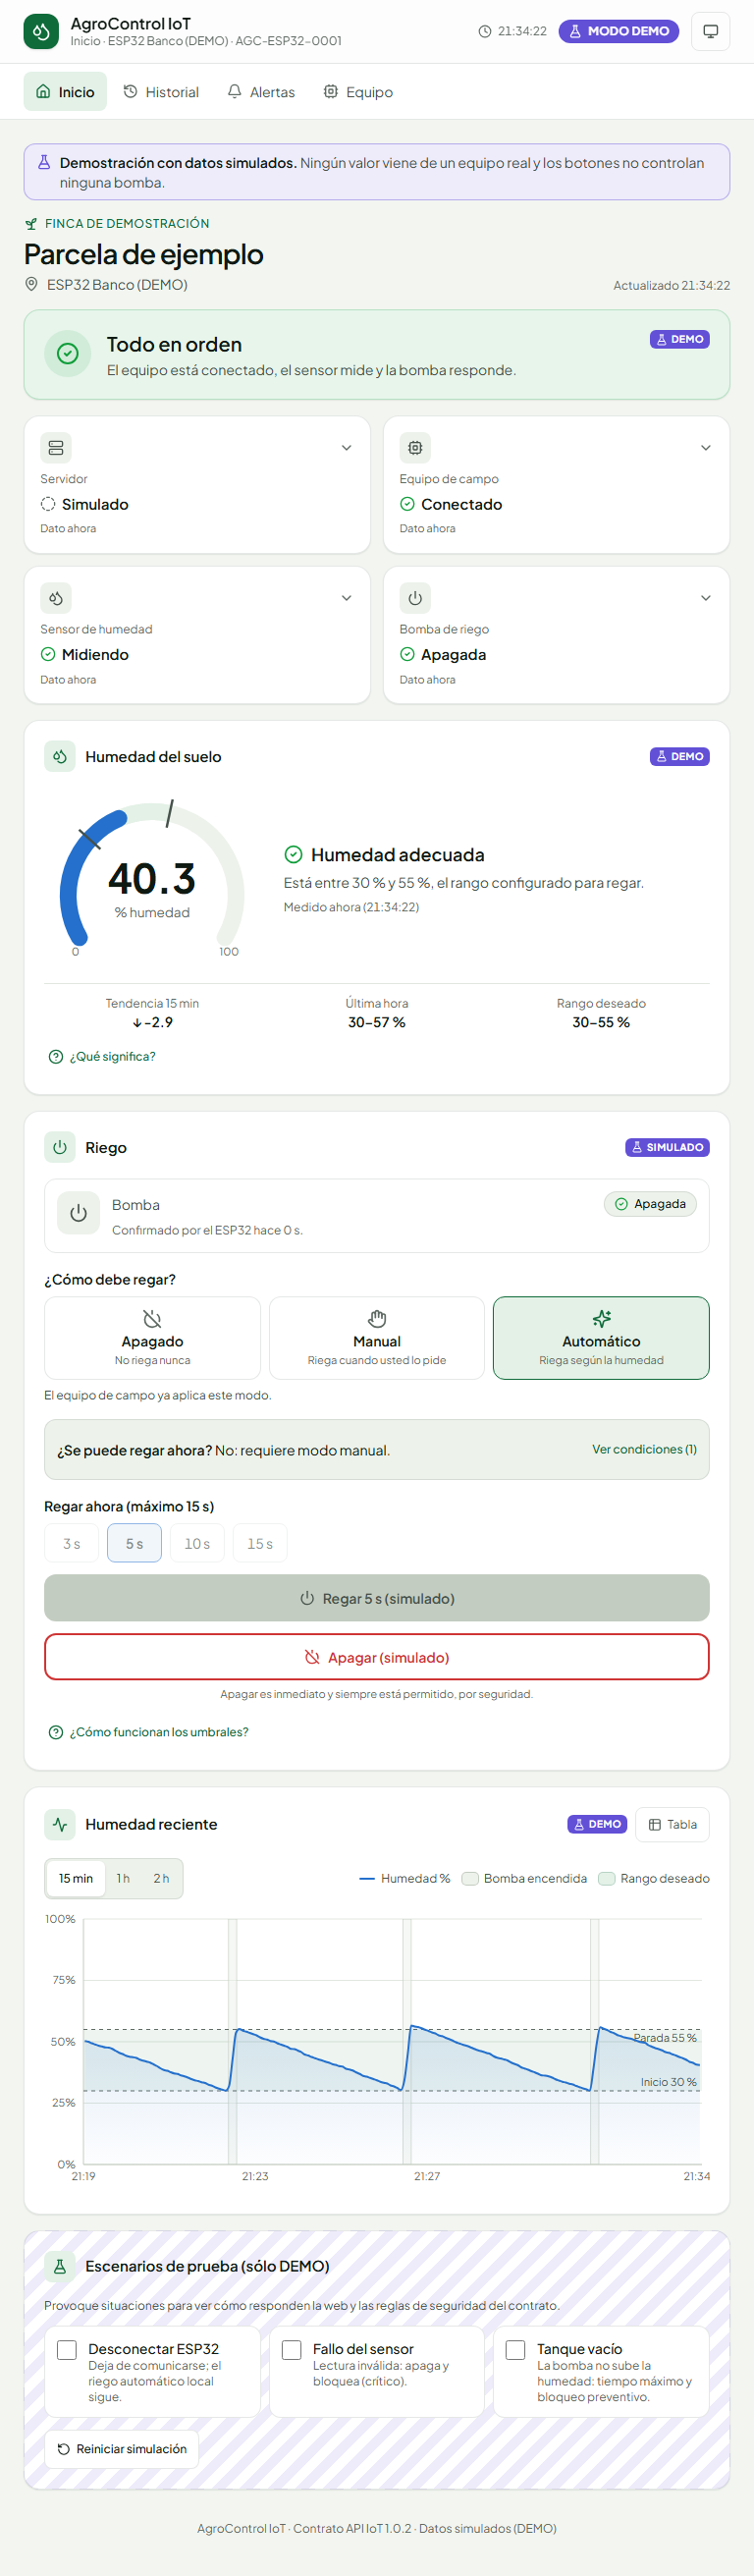 AgroControl IoT
Inicio · ESP32 Banco (DEMO) · AGC-ESP32-0001
21:34:22
MODO DEMO
Inicio
Historial
Alertas
Equipo
Demostración con datos simulados. Ningún valor viene de un equipo real y los botones no controlan
ninguna bomba.
FINCA DE DEMOSTRACIÓN
Parcela de ejemplo
ESP32 Banco (DEMO)
Actualizado 21:34:22
Todo en orden
DEMO
El equipo está conectado, el sensor mide y la bomba responde.
Servidor
Simulado
Dato ahora
Equipo de campo
Conectado
Dato ahora
Sensor de humedad
Midiendo
Dato ahora
Bomba de riego
Apagada
Dato ahora
Humedad del suelo
DEMO
40.3
% humedad
0
100
Humedad adecuada
Está entre 30 % y 55 %, el rango configurado para regar.
Medido ahora (21:34:22)
Tendencia 15 min
↓ -2.9
Última hora
30–57 %
Rango deseado
30–55 %
¿Qué significa?
Riego
SIMULADO
Bomba
Confirmado por el ESP32 hace 0 s.
Apagada
¿Cómo debe regar?
Apagado
No riega nunca
Manual
Riega cuando usted lo pide
Automático
Riega según la humedad
El equipo de campo ya aplica este modo.
¿Se puede regar ahora? No: requiere modo manual.
Ver condiciones (1)
Regar ahora (máximo 15 s)
3 s
5 s
10 s
15 s
Regar 5 s (simulado)
Apagar (simulado)
Apagar es inmediato y siempre está permitido, por seguridad.
¿Cómo funcionan los umbrales?
Humedad reciente
DEMO
Tabla
15 min
1 h
2 h
Humedad %
Bomba encendida
Rango deseado
100%
75%
50%
25%
0%
Parada 55 %
Inicio 30 %
21:19
21:23
21:27
21:34
Escenarios de prueba (sólo DEMO)
Provoque situaciones para ver cómo responden la web y las reglas de seguridad del contrato.
Desconectar ESP32
Deja de comunicarse; el
riego automático local
sigue.
Fallo del sensor
Lectura inválida: apaga y
bloquea (crítico).
Tanque vacío
La bomba no sube la
humedad: tiempo máximo y
bloqueo preventivo.
Reiniciar simulación
AgroControl IoT · Contrato API IoT 1.0.2 · Datos simulados (DEMO)